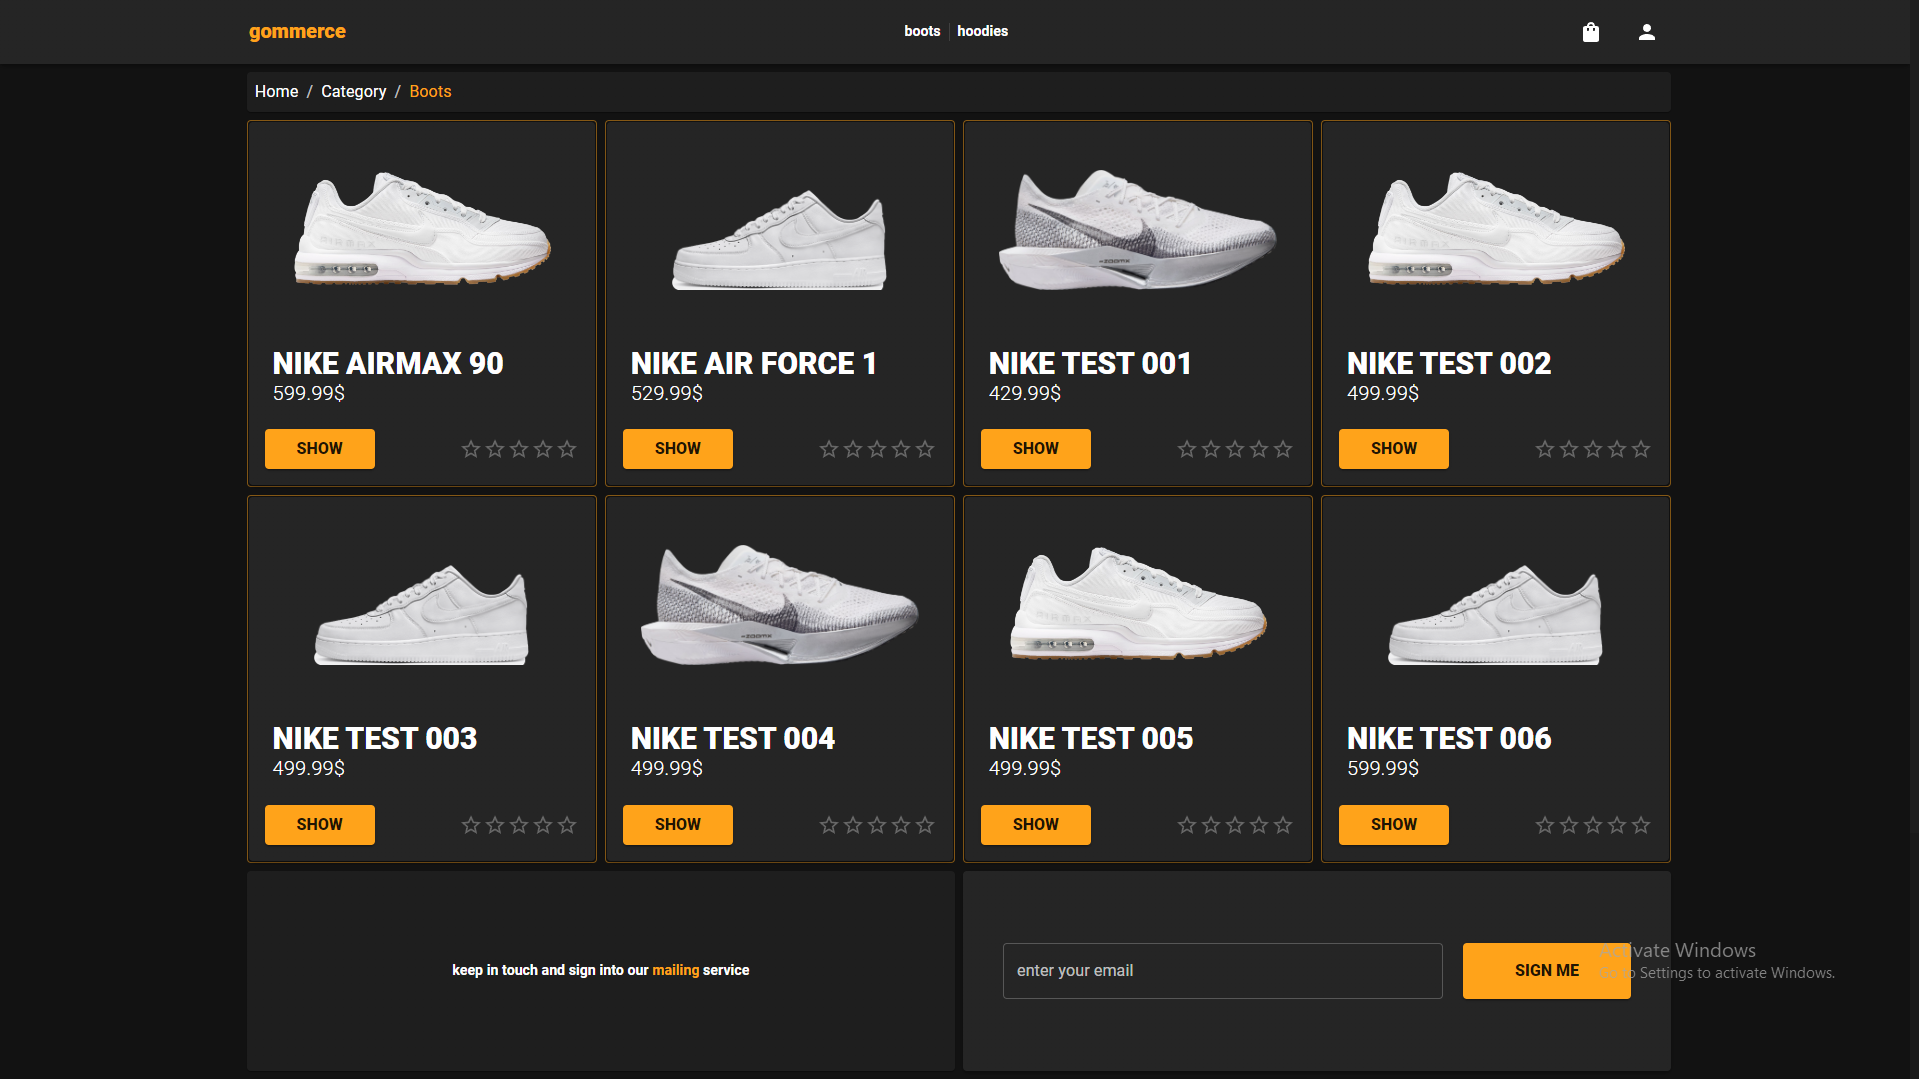 gommerce
boots hoodies
Home / Category / Boots
NIKE AIRMAX 90
599.99$
SHOW
NIKE AIR FORCE 1
529.99$
SHOW
NIKE TEST 001
429.99$
SHOW
NIKE TEST 002
499.99$
SHOW
NIKE TEST 003
499.99$
SHOW
NIKE TEST 004
499.99$
SHOW
NIKE TEST 005
499.99$
SHOW
NIKE TEST 006
599.99$
SHOW
keep in touch and sign into our mailing service
enter your email
SIGN ME
Activate Windows
Go to Settings to activate Windows.